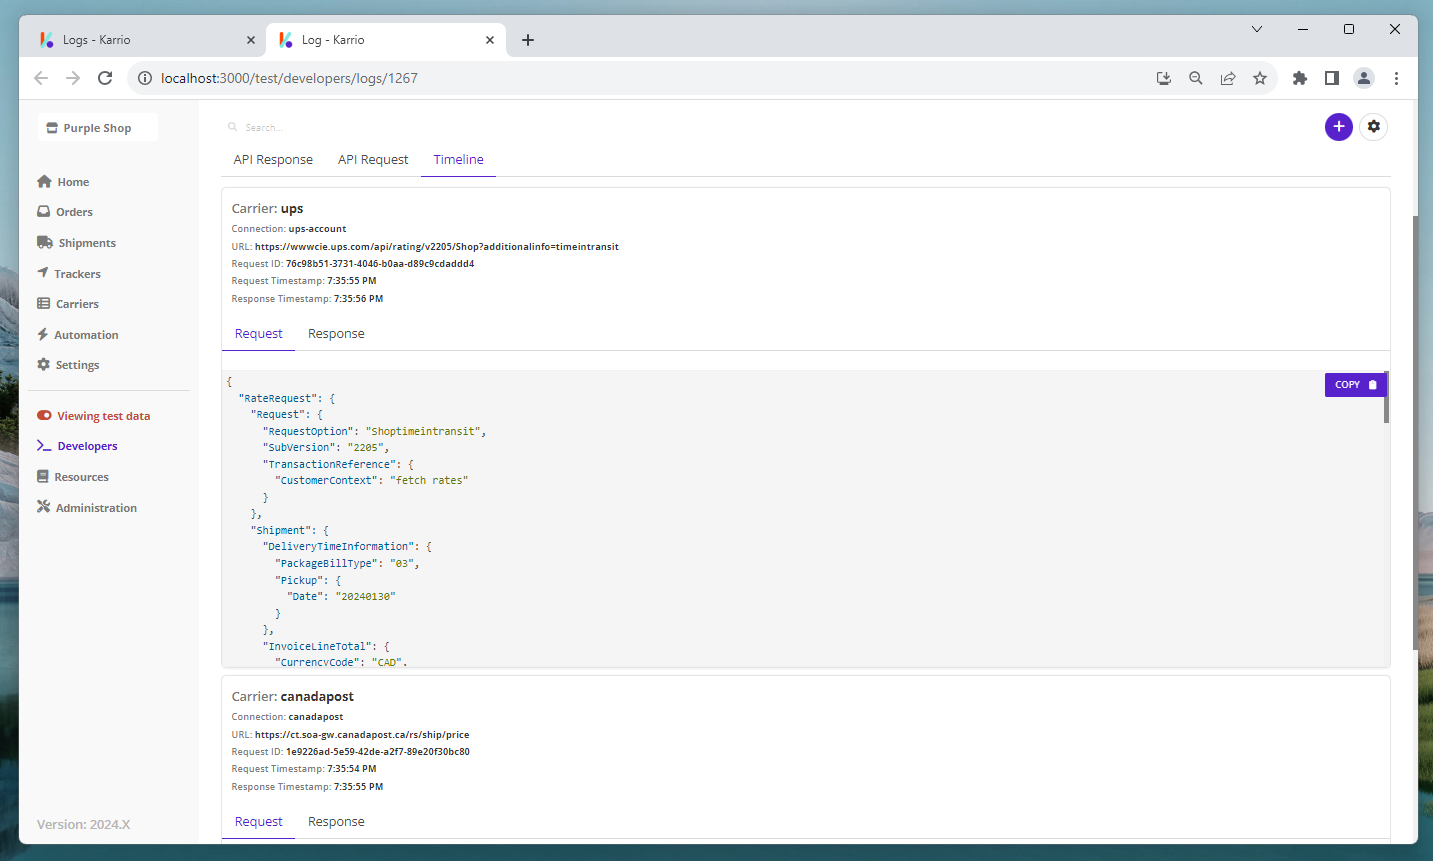 Logs - Karrio
Log - Karrio
localhost:3000/test/developers/logs/1267
Purple Shop
Home
Orders
Shipments
Trackers
Carriers
Automation
Settings
Viewing test data
Developers
Resources
Administration
Version: 2024.X
Search...
API Response API Request Timeline
Carrier: ups
Connection: ups-account
URL: https://wwwcie.ups.com/api/rating/v2205/Shop?additionalinfo=timeintransit
Request ID: 76c98b51-3731-4046-b0aa-d89c9cdaddd4
Request Timestamp: 7:35:55 PM
Response Timestamp: 7:35:56 PM
Request Response
COPY
{
"RateRequest": {
"Request": {
"RequestOption": "Shoptimeintransit",
"SubVersion": "2205",
"TransactionReference": {
"CustomerContext": "fetch rates"
}
},
"Shipment": {
"DeliveryTimeInformation": {
"PackageBillType": "03",
"Pickup": {
"Date": "20240130"
}
},
"InvoiceLineTotal": {
"CurrencyCode": "CAD",
Carrier: canadapost
Connection: canadapost
URL: https://ct.soa-gw.canadapost.ca/rs/ship/price
Request ID: 1e9226ad-5e59-42de-a2f7-89e20f30bc80
Request Timestamp: 7:35:54 PM
Response Timestamp: 7:35:55 PM
Request Response